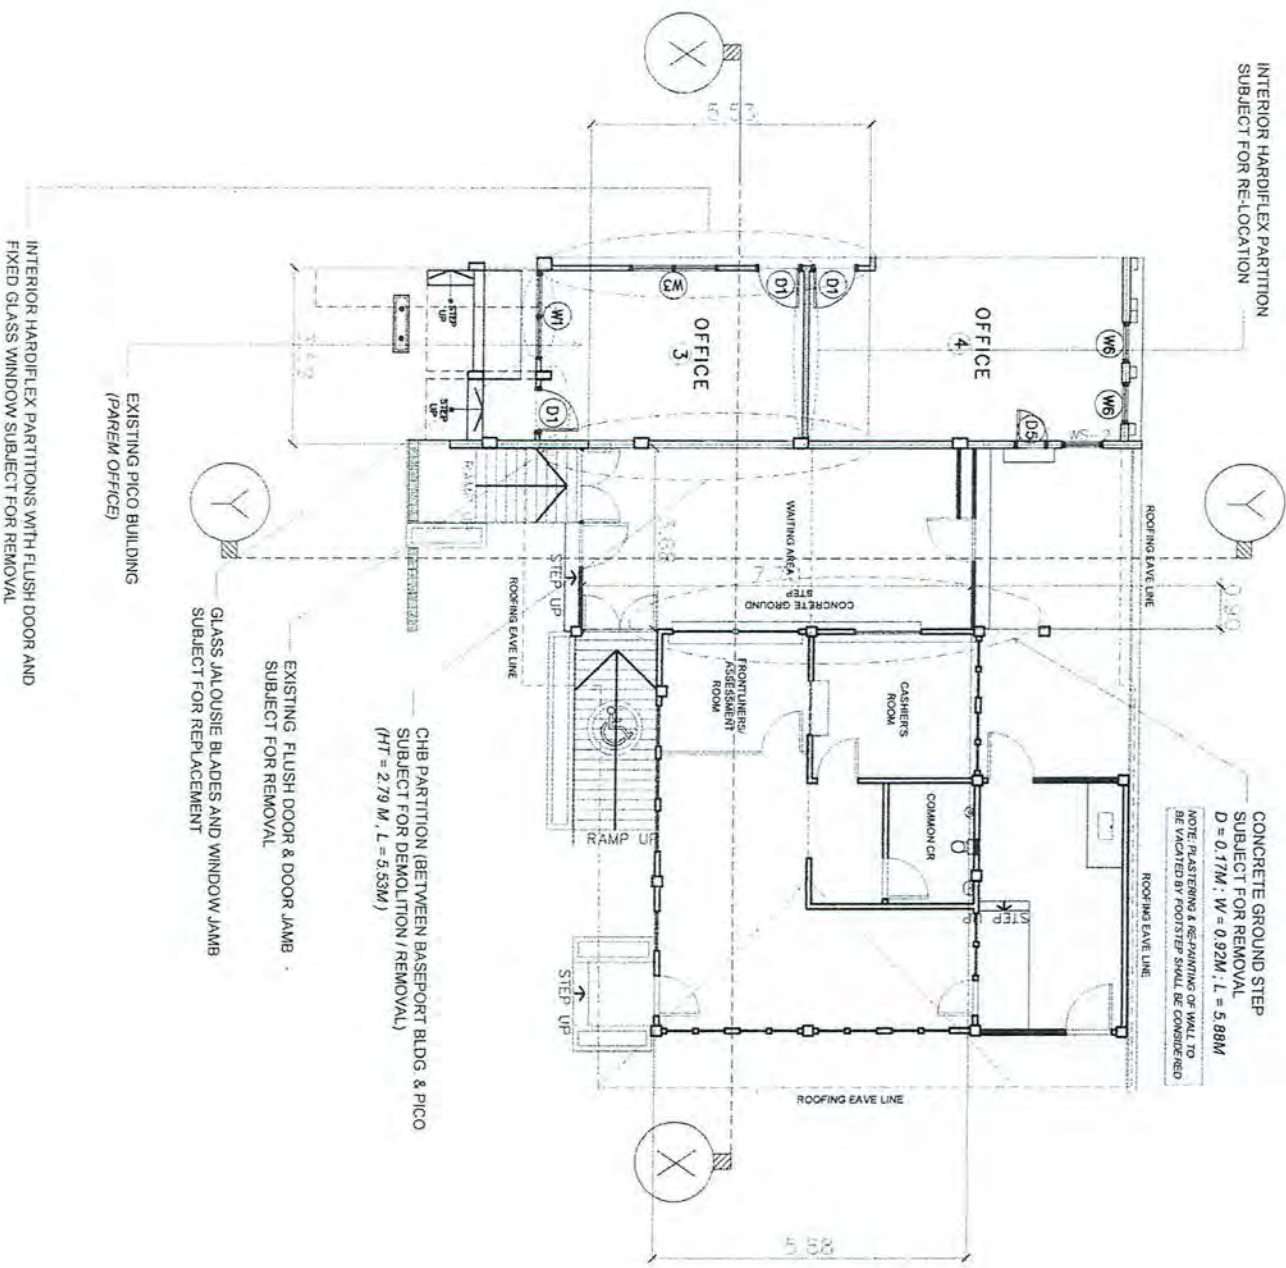 INTERIOR HARDIFLEX PARTITION
SUBJECT FOR RE-LOCATION
X
5.53
Y
ROOFING EAVE LINE
0.90
OFFICE
4
W6
W6
D5
WS-2
OFFICE
3
D1
D1
W3
W1
D1
STEP
UP
STEP
UP
RAMP UP
WAITING AREA
CONCRETE GROUND
STEP
STEP UP
ROOFING EAVE LINE
FRONTLINERS/
ASSESSMENT
ROOM
CASHIER'S
ROOM
COMMON CR
STEP UP
RAMP UP
STEP UP
ROOFING EAVE LINE
ROOFING EAVE LINE
X
5.88
Y
CONCRETE GROUND STEP
SUBJECT FOR REMOVAL
D = 0.17M ; W = 0.92M ; L = 5.88M
NOTE: PLASTERING & RE-PAINTING OF WALL TO
BE VACATED BY FOOTSTEP SHALL BE CONSIDERED
CHB PARTITION (BETWEEN BASEPORT BLDG. & PICO
SUBJECT FOR DEMOLITION / REMOVAL)
(HT = 2.79 M , L = 5.53M )
EXISTING FLUSH DOOR & DOOR JAMB
SUBJECT FOR REMOVAL
GLASS JALOUSIE BLADES AND WINDOW JAMB
SUBJECT FOR REPLACEMENT
EXISTING PICO BUILDING
(PAREM OFFICE)
INTERIOR HARDIFLEX PARTITIONS WITH FLUSH DOOR AND
FIXED GLASS WINDOW SUBJECT FOR REMOVAL